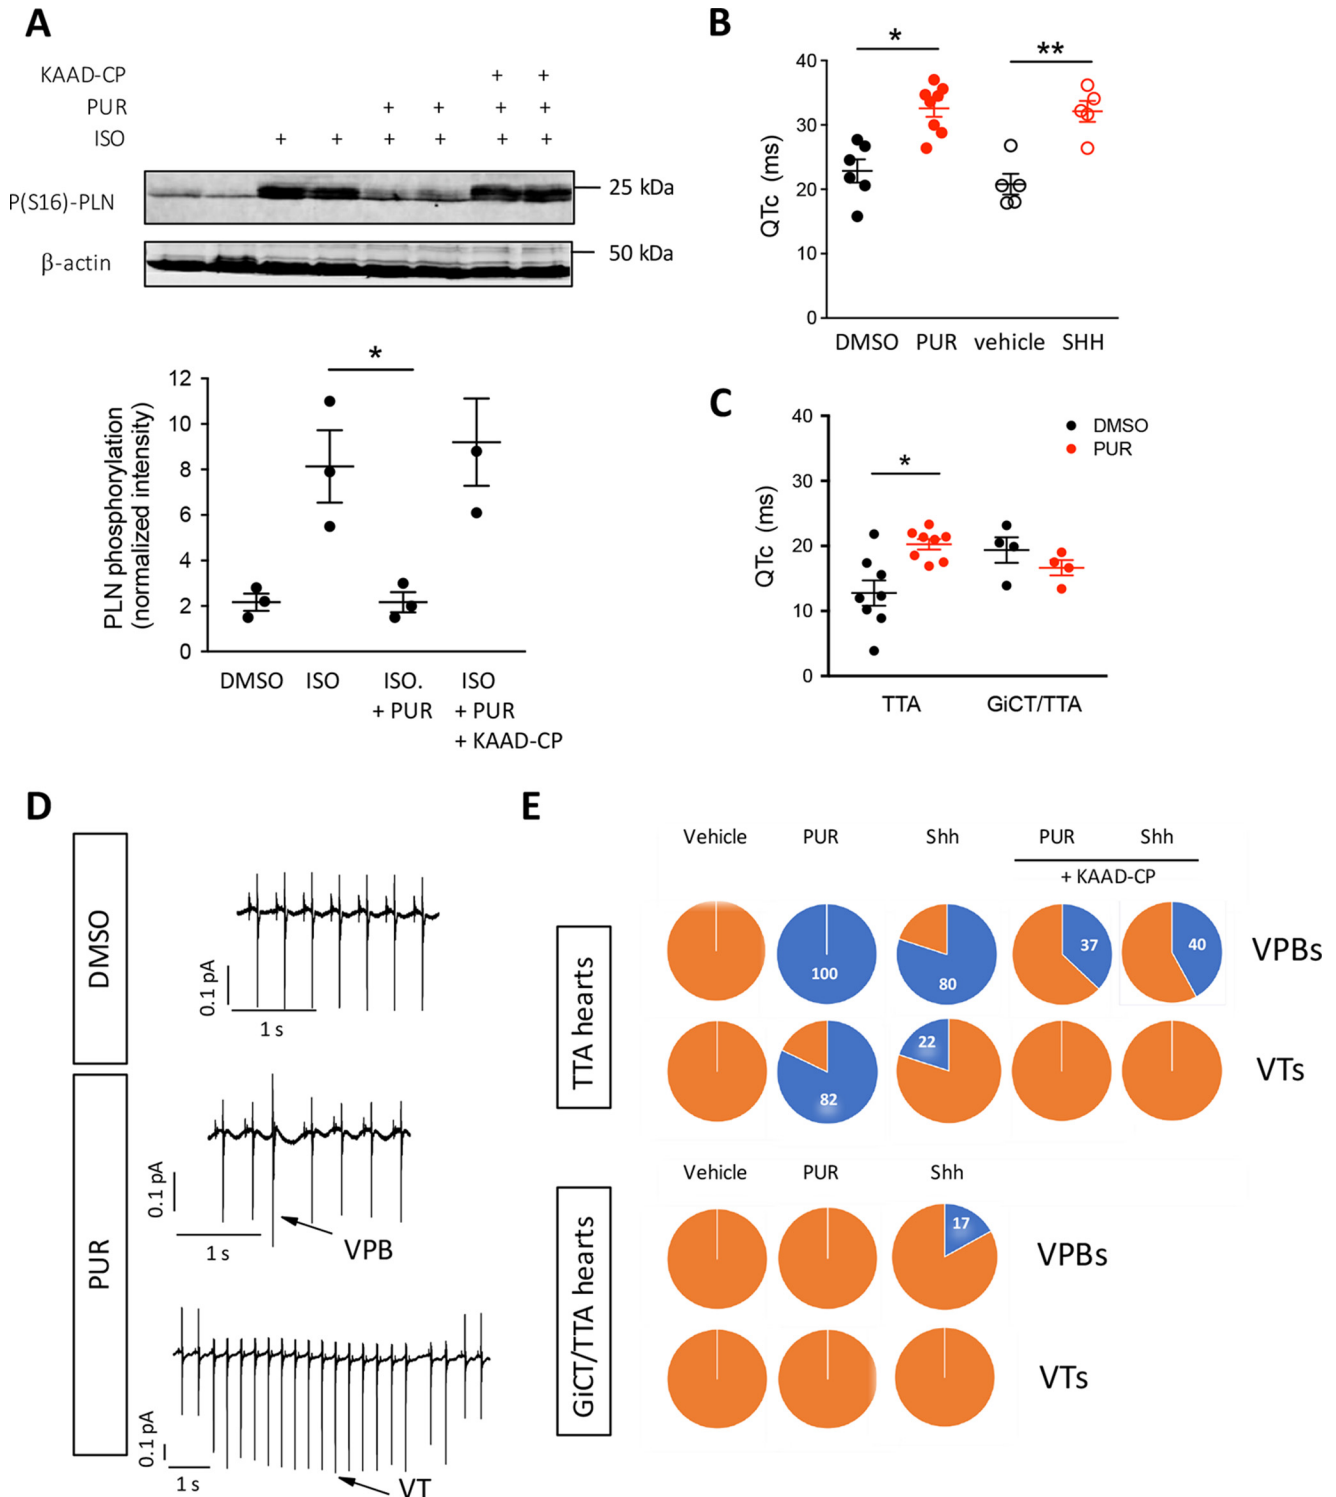 A
KAAD-CP + +
PUR + + + +
ISO + + + + + +
P(S16)-PLN
25 kDa
β-actin
50 kDa
*
PLN phosphorylation
(normalized intensity)
12
10
8
6
4
2
0
DMSO ISO ISO. ISO
+ PUR + PUR
+ KAAD-CP
B
* **
QTc (ms)
40
30
20
10
0
DMSO PUR vehicle SHH
C
DMSO
PUR
*
QTc (ms)
40
30
20
10
0
TTA GiCT/TTA
D
DMSO
0.1 pA
1 s
PUR
0.1 pA
1 s
VPB
0.1 pA
1 s
VT
E
Vehicle PUR Shh PUR Shh
+ KAAD-CP
TTA hearts
100 80 37 40 VPBs
82 22 VTs
Vehicle PUR Shh
GiCT/TTA hearts
17 VPBs
VTs